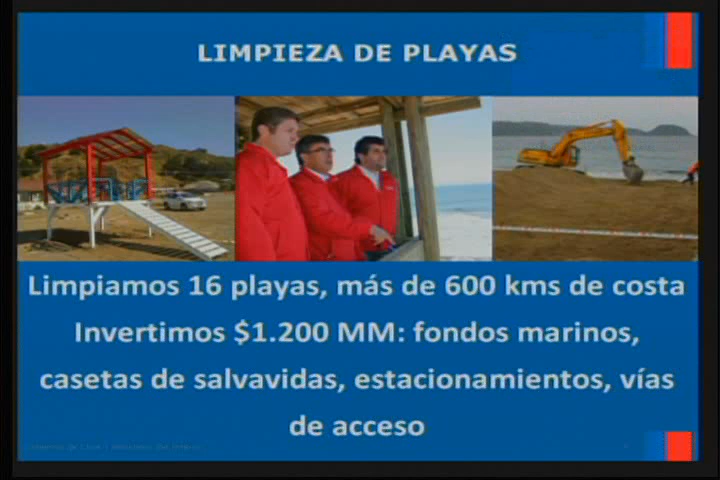 LIMPIEZA DE PLAYAS
Limpiamos 16 playas, más de 600 kms de costa
Invertimos $1.200 MM: fondos marinos,
casetas de salvavidas, estacionamientos, vías
de acceso